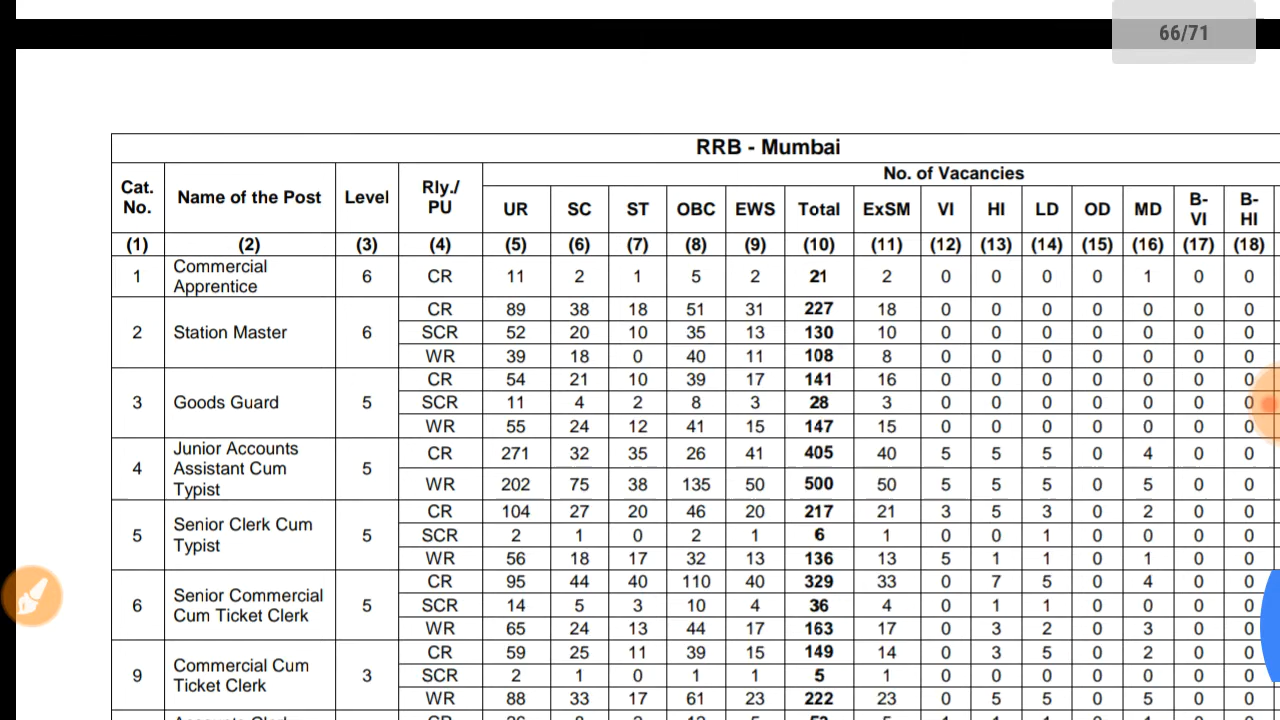 66/71
RRB - Mumbai
Cat. No. Name of the Post Level Rly./ PU No. of Vacancies
UR SC ST OBC EWS Total ExSM VI HI LD OD MD B-VI B-HI
(1) (2) (3) (4) (5) (6) (7) (8) (9) (10) (11) (12) (13) (14) (15) (16) (17) (18)
1 Commercial Apprentice 6 CR 11 2 1 5 2 21 2 0 0 0 0 1 0 0
2 Station Master 6 CR 89 38 18 51 31 227 18 0 0 0 0 0 0 0
SCR 52 20 10 35 13 130 10 0 0 0 0 0 0 0
WR 39 18 0 40 11 108 8 0 0 0 0 0 0 0
3 Goods Guard 5 CR 54 21 10 39 17 141 16 0 0 0 0 0 0 0
SCR 11 4 2 8 3 28 3 0 0 0 0 0 0 0
WR 55 24 12 41 15 147 15 0 0 0 0 0 0 0
4 Junior Accounts Assistant Cum Typist 5 CR 271 32 35 26 41 405 40 5 5 5 0 4 0 0
WR 202 75 38 135 50 500 50 5 5 5 0 5 0 0
5 Senior Clerk Cum Typist 5 CR 104 27 20 46 20 217 21 3 5 3 0 2 0 0
SCR 2 1 0 2 1 6 1 0 0 1 0 0 0 0
WR 56 18 17 32 13 136 13 5 1 1 0 1 0 0
6 Senior Commercial Cum Ticket Clerk 5 CR 95 44 40 110 40 329 33 0 7 5 0 4 0 0
SCR 14 5 3 10 4 36 4 0 1 1 0 0 0 0
WR 65 24 13 44 17 163 17 0 3 2 0 3 0 0
9 Commercial Cum Ticket Clerk 3 CR 59 25 11 39 15 149 14 0 3 5 0 2 0 0
SCR 2 1 0 1 1 5 1 0 0 0 0 0 0 0
WR 88 33 17 61 23 222 23 0 5 5 0 5 0 0